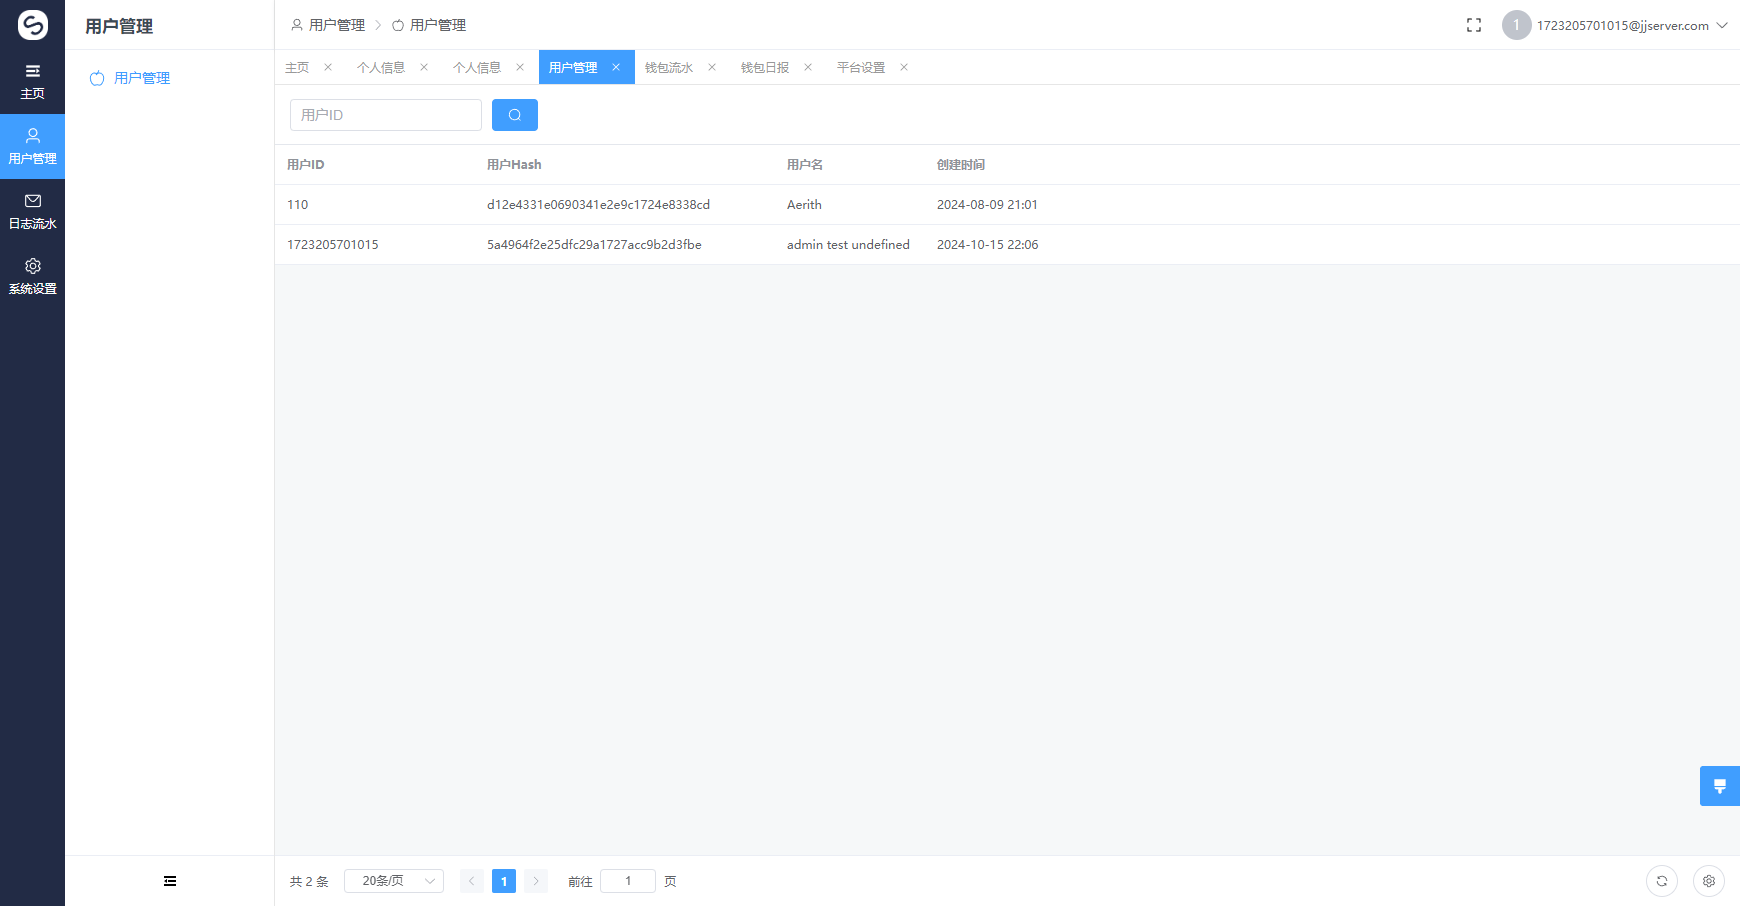 用户管理
用户管理 用户管理
1 1723205701015@jjserver.com
主页
用户管理
日志流水
系统设置
用户管理
主页 个人信息 个人信息 用户管理 钱包流水 钱包日报 平台设置
用户ID
用户ID 用户Hash 用户名 创建时间
110 d12e4331e0690341e2e9c1724e8338cd Aerith 2024-08-09 21:01
1723205701015 5a4964f2e25dfc29a1727acc9b2d3fbe admin test undefined 2024-10-15 22:06
共 2 条 20条/页 1 前往 1 页